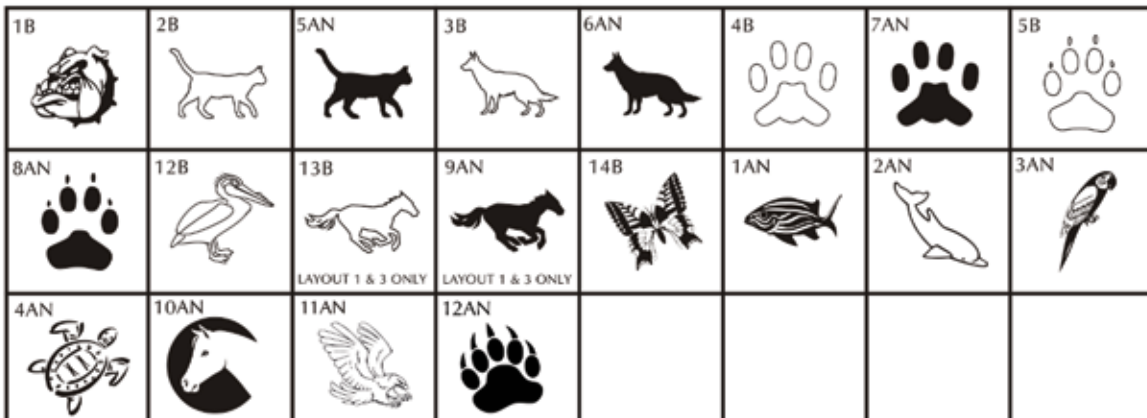 1B
2B
5AN
3B
6AN
4B
7AN
5B
8AN
12B
13B
LAYOUT 1 & 3 ONLY
9AN
LAYOUT 1 & 3 ONLY
14B
1AN
2AN
3AN
4AN
10AN
11AN
12AN